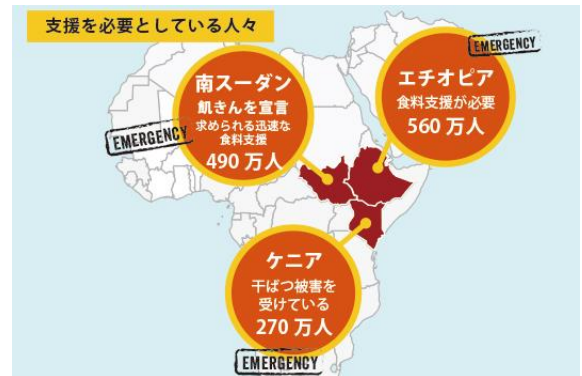 支援を必要としている人々
EMERGENCY
南スーダン
飢きんを宣言
求められる迅速な
食料支援
490 万人
EMERGENCY
エチオピア
食料支援が必要
560 万人
ケニア
干ばつ被害を
受けている
270 万人
EMERGENCY